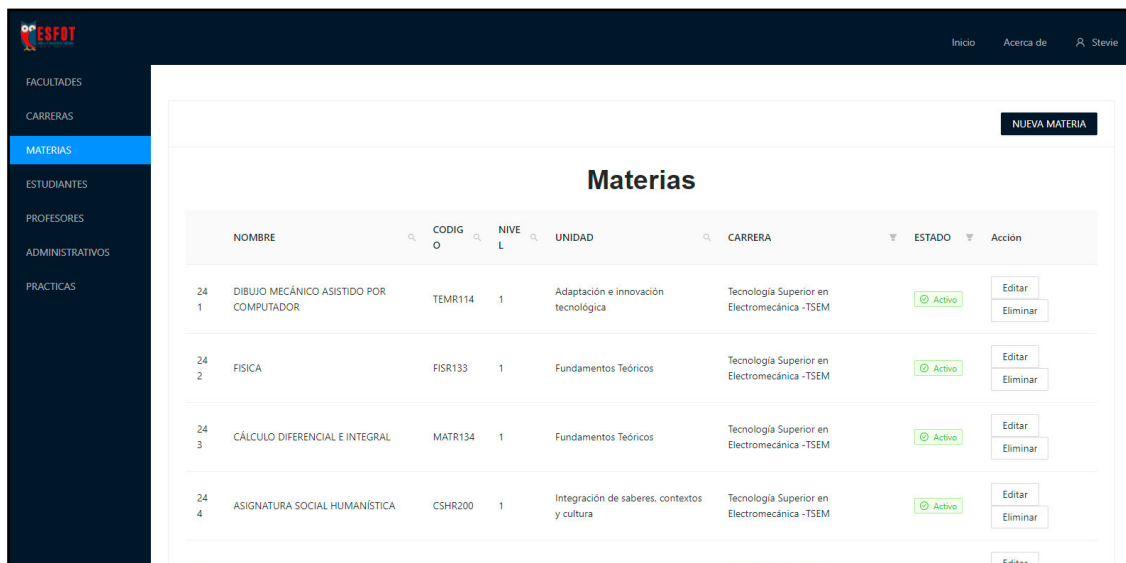 ESFOT
Inicio Acerca de Stevie
FACULTADES
CARRERAS
MATERIAS
ESTUDIANTES
PROFESORES
ADMINISTRATIVOS
PRACTICAS
NUEVA MATERIA
Materias
NOMBRE CODIG NIVE UNIDAD CARRERA ESTADO Acción
O L
24 DIBUJO MECÁNICO ASISTIDO POR TEMR114 1 Adaptación e innovación Tecnología Superior en Activo Editar
1 COMPUTADOR tecnológica Electromecánica -TSEM Eliminar
24 FISICA FISR133 1 Fundamentos Teóricos Tecnología Superior en Activo Editar
2 Electromecánica -TSEM Eliminar
24 CÁLCULO DIFERENCIAL E INTEGRAL MATR134 1 Fundamentos Teóricos Tecnología Superior en Activo Editar
3 Electromecánica -TSEM Eliminar
24 ASIGNATURA SOCIAL HUMANÍSTICA CSHR200 1 Integración de saberes, contextos Tecnología Superior en Activo Editar
4 y cultura Electromecánica -TSEM Eliminar
Editar